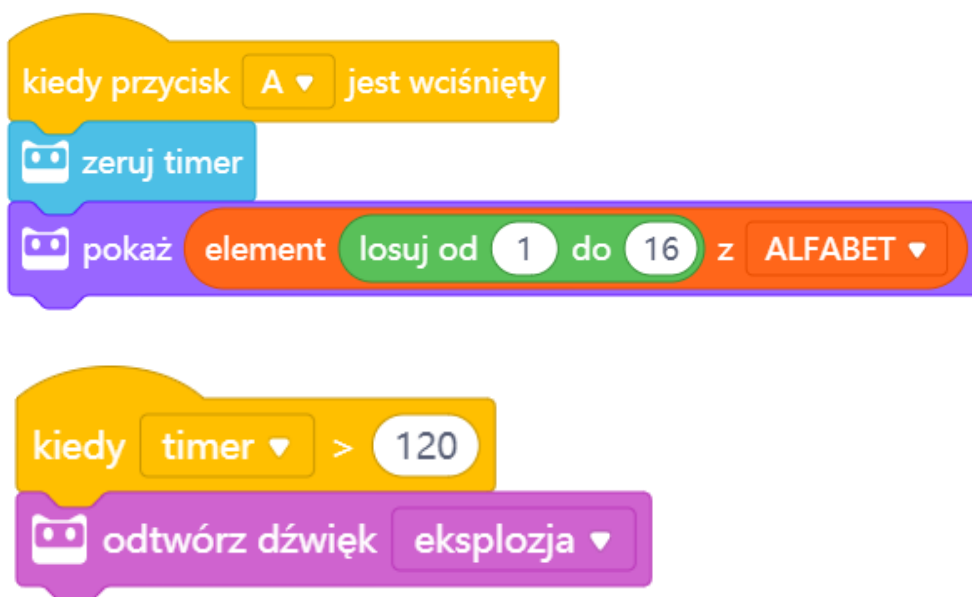 kiedy przycisk A jest wciśnięty
zeruj timer
pokaż element losuj od 1 do 16 z ALFABET
kiedy timer > 120
odtwórz dźwięk eksplozja